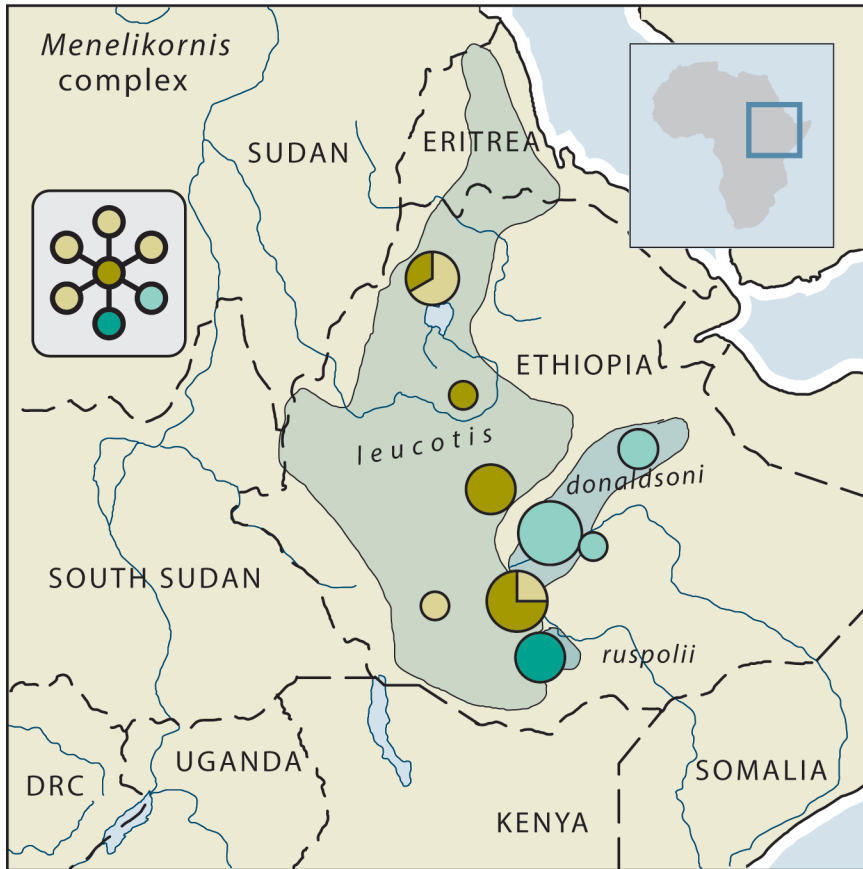 Menelikornis
complex
SUDAN
ERITREA
ETHIOPIA
leucotis
donaldsoni
SOUTH SUDAN
ruspolii
UGANDA
DRC
SOMALIA
KENYA